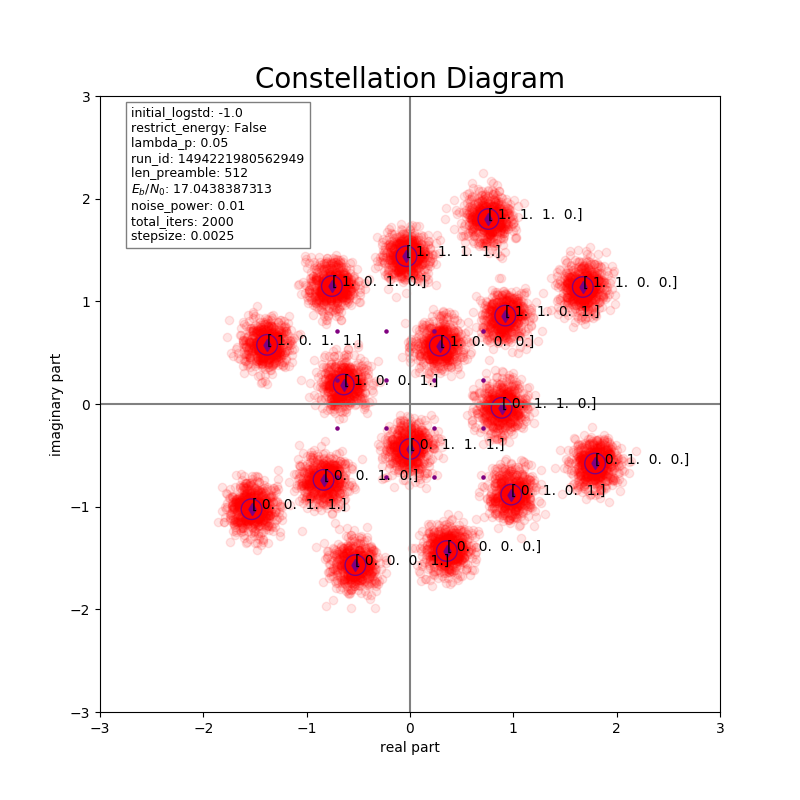 Constellation Diagram
initial_logstd: -1.0
restrict_energy: False
lambda_p: 0.05
run_id: 1494221980562949
len_preamble: 512
E_b/N_0: 17.0438387313
noise_power: 0.01
total_iters: 2000
stepsize: 0.0025
[ 1. 1. 1. 0.]
[ 1. 1. 1. 1.]
[ 1. 0. 1. 0.]
[ 1. 1. 0. 0.]
[ 1. 1. 0. 1.]
[ 1. 0. 1. 1.]
[ 1. 0. 0. 0.]
[ 1. 0. 0. 1.]
[ 0. 1. 1. 0.]
[ 0. 1. 1. 1.]
[ 0. 1. 0. 0.]
[ 0. 0. 1. 0.]
[ 0. 1. 0. 1.]
[ 0. 0. 1. 1.]
[ 0. 0. 0. 0.]
[ 0. 0. 0. 1.]
3
2
1
0
−1
−2
−3
imaginary part
−3 −2 −1 0 1 2 3
real part